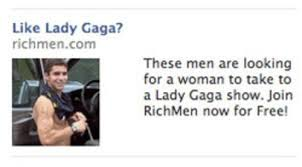 Like Lady Gaga?
richmen.com
These men are looking
for a woman to take to
a Lady Gaga show. Join
RichMen now for Free!